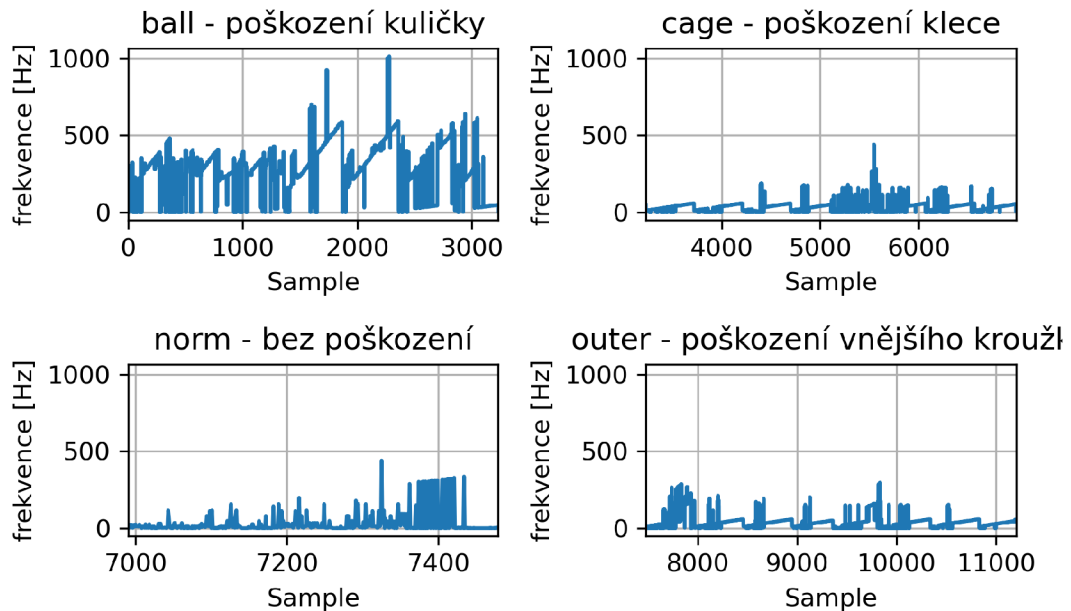 ball - poškození kuličky
cage - poškození klece
frekvence [Hz]
1000
500
0
0
1000
2000
3000
Sample
frekvence [Hz]
1000
500
0
4000
5000
6000
Sample
norm - bez poškození
outer - poškození vnějšího kroužk
frekvence [Hz]
1000
500
0
7000
7200
7400
Sample
frekvence [Hz]
1000
500
0
8000
9000
10000
11000
Sample